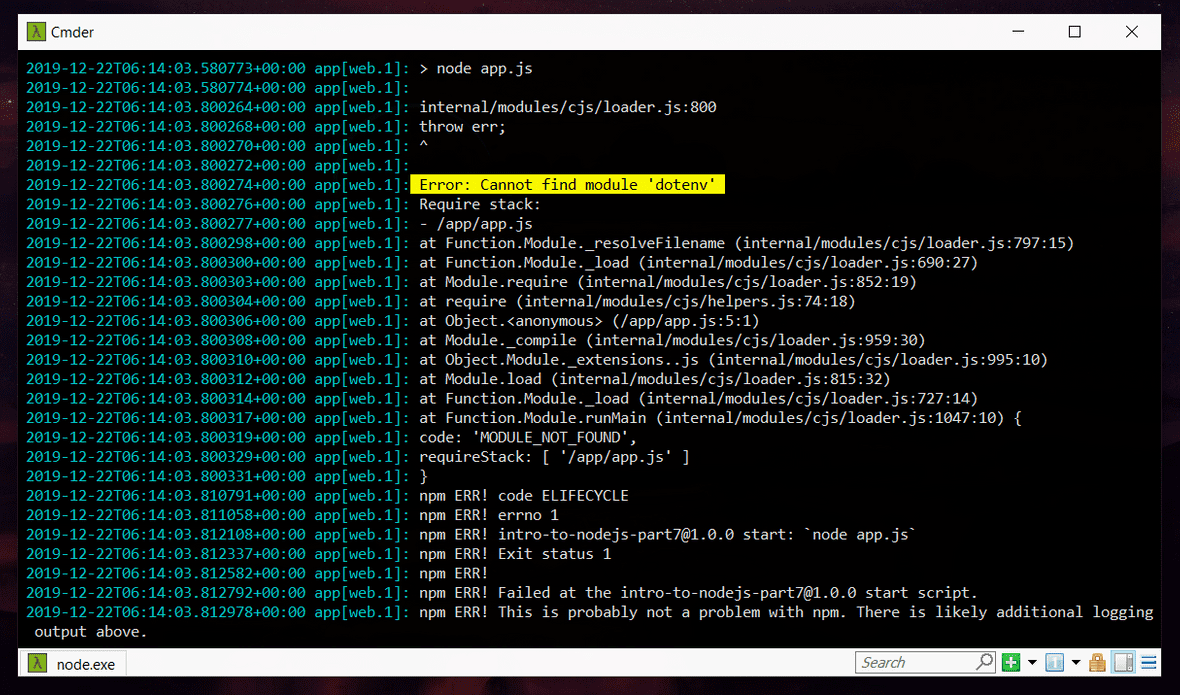 Cmder
2019-12-22T06:14:03.580773+00:00 app[web.1]: > node app.js
2019-12-22T06:14:03.580774+00:00 app[web.1]:
2019-12-22T06:14:03.800264+00:00 app[web.1]: internal/modules/cjs/loader.js:800
2019-12-22T06:14:03.800268+00:00 app[web.1]: throw err;
2019-12-22T06:14:03.800270+00:00 app[web.1]: ^
2019-12-22T06:14:03.800272+00:00 app[web.1]:
2019-12-22T06:14:03.800274+00:00 app[web.1]: Error: Cannot find module 'dotenv'
2019-12-22T06:14:03.800276+00:00 app[web.1]: Require stack:
2019-12-22T06:14:03.800277+00:00 app[web.1]: - /app/app.js
2019-12-22T06:14:03.800298+00:00 app[web.1]: at Function.Module._resolveFilename (internal/modules/cjs/loader.js:797:15)
2019-12-22T06:14:03.800300+00:00 app[web.1]: at Function.Module._load (internal/modules/cjs/loader.js:690:27)
2019-12-22T06:14:03.800303+00:00 app[web.1]: at Module.require (internal/modules/cjs/loader.js:852:19)
2019-12-22T06:14:03.800304+00:00 app[web.1]: at require (internal/modules/cjs/helpers.js:74:18)
2019-12-22T06:14:03.800306+00:00 app[web.1]: at Object.<anonymous> (/app/app.js:5:1)
2019-12-22T06:14:03.800308+00:00 app[web.1]: at Module._compile (internal/modules/cjs/loader.js:959:30)
2019-12-22T06:14:03.800310+00:00 app[web.1]: at Object.Module._extensions..js (internal/modules/cjs/loader.js:995:10)
2019-12-22T06:14:03.800312+00:00 app[web.1]: at Module.load (internal/modules/cjs/loader.js:815:32)
2019-12-22T06:14:03.800314+00:00 app[web.1]: at Function.Module._load (internal/modules/cjs/loader.js:727:14)
2019-12-22T06:14:03.800317+00:00 app[web.1]: at Function.Module.runMain (internal/modules/cjs/loader.js:1047:10) {
2019-12-22T06:14:03.800319+00:00 app[web.1]: code: 'MODULE_NOT_FOUND',
2019-12-22T06:14:03.800329+00:00 app[web.1]: requireStack: [ '/app/app.js' ]
2019-12-22T06:14:03.800331+00:00 app[web.1]: }
2019-12-22T06:14:03.810791+00:00 app[web.1]: npm ERR! code ELIFECYCLE
2019-12-22T06:14:03.811058+00:00 app[web.1]: npm ERR! errno 1
2019-12-22T06:14:03.812108+00:00 app[web.1]: npm ERR! intro-to-nodejs-part7@1.0.0 start: `node app.js`
2019-12-22T06:14:03.812337+00:00 app[web.1]: npm ERR! Exit status 1
2019-12-22T06:14:03.812582+00:00 app[web.1]: npm ERR!
2019-12-22T06:14:03.812792+00:00 app[web.1]: npm ERR! Failed at the intro-to-nodejs-part7@1.0.0 start script.
2019-12-22T06:14:03.812978+00:00 app[web.1]: npm ERR! This is probably not a problem with npm. There is likely additional logging
output above.
node.exe
Search